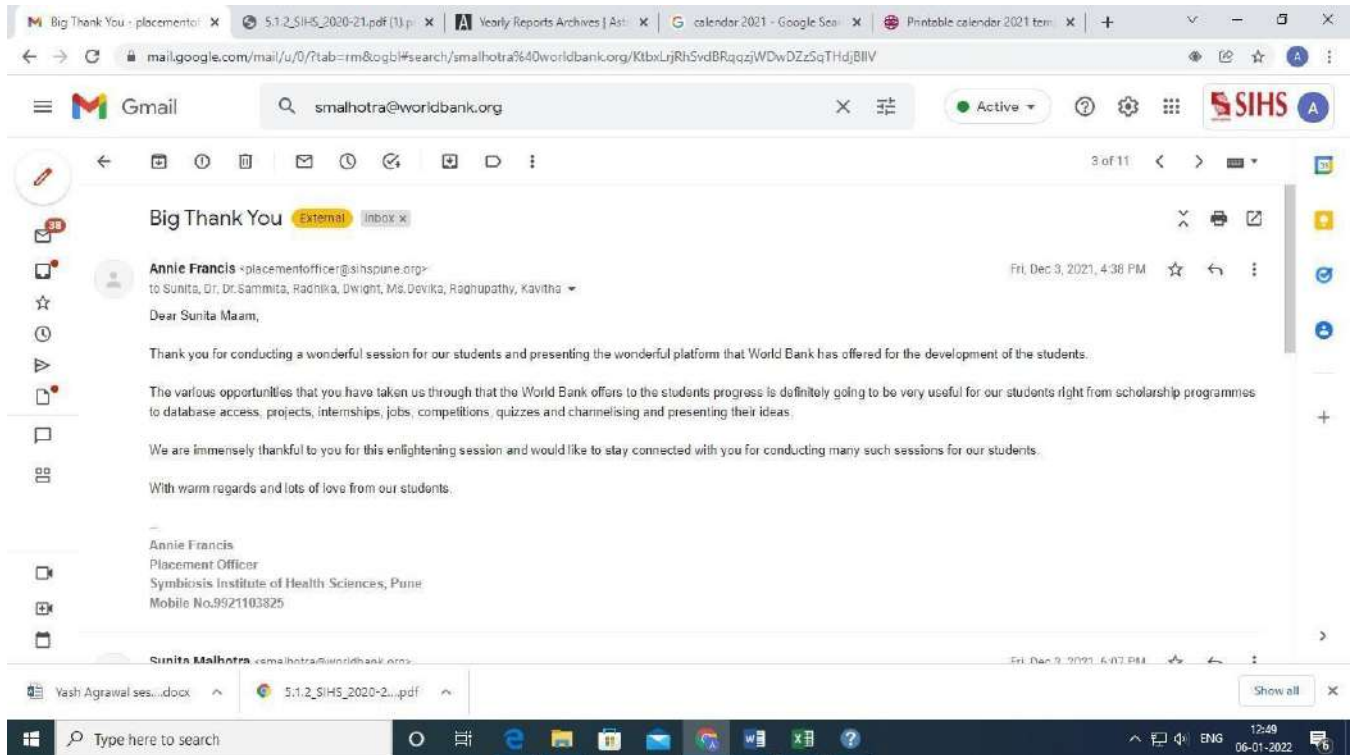 Big Thank You - placemento
5.1.2_SIHS_2020-21.pdf (1).p
Yearly Reports Archives | Ast
calendar 2021 - Google Sea
Printable calendar 2021 tem
mail.google.com/mail/u/0/?tab=rm&ogbl#search/smalhotra%40worldbank.org/
Gmail
smalhotra@worldbank.org
Active
SIHS
A
3 of 11
Big Thank You External Inbox x
38
Annie Francis <placementofficer@sihspune.org>
Fri, Dec 3, 2021, 4:38 PM
to Sunita, Dr, Dr.Sammita, Radhika, Dwight, Ms.Devika, Raghupathy, Kavitha
Dear Sunita Maam,
Thank you for conducting a wonderful session for our students and presenting the wonderful platform that World Bank has offered for the development of the students.
The various opportunities that you have taken us through that the World Bank offers to the students progress is definitely going to be very useful for our students right from scholarship programmes
to database access, projects, internships, jobs, competitions, quizzes and channelising and presenting their ideas.
We are immensely thankful to you for this enlightening session and would like to stay connected with you for conducting many such sessions for our students.
With warm regards and lots of love from our students.
--
Annie Francis
Placement Officer
Symbiosis Institute of Health Sciences, Pune
Mobile No.9921103825
Sunita Malhotra <smalhotra@worldbank.org>
Fri, Dec 3, 2021, 6:07 PM
Yash Agrawal ses....docx
5.1.2_SIHS_2020-2....pdf
Show all
Type here to search
ENG
12:49
06-01-2022